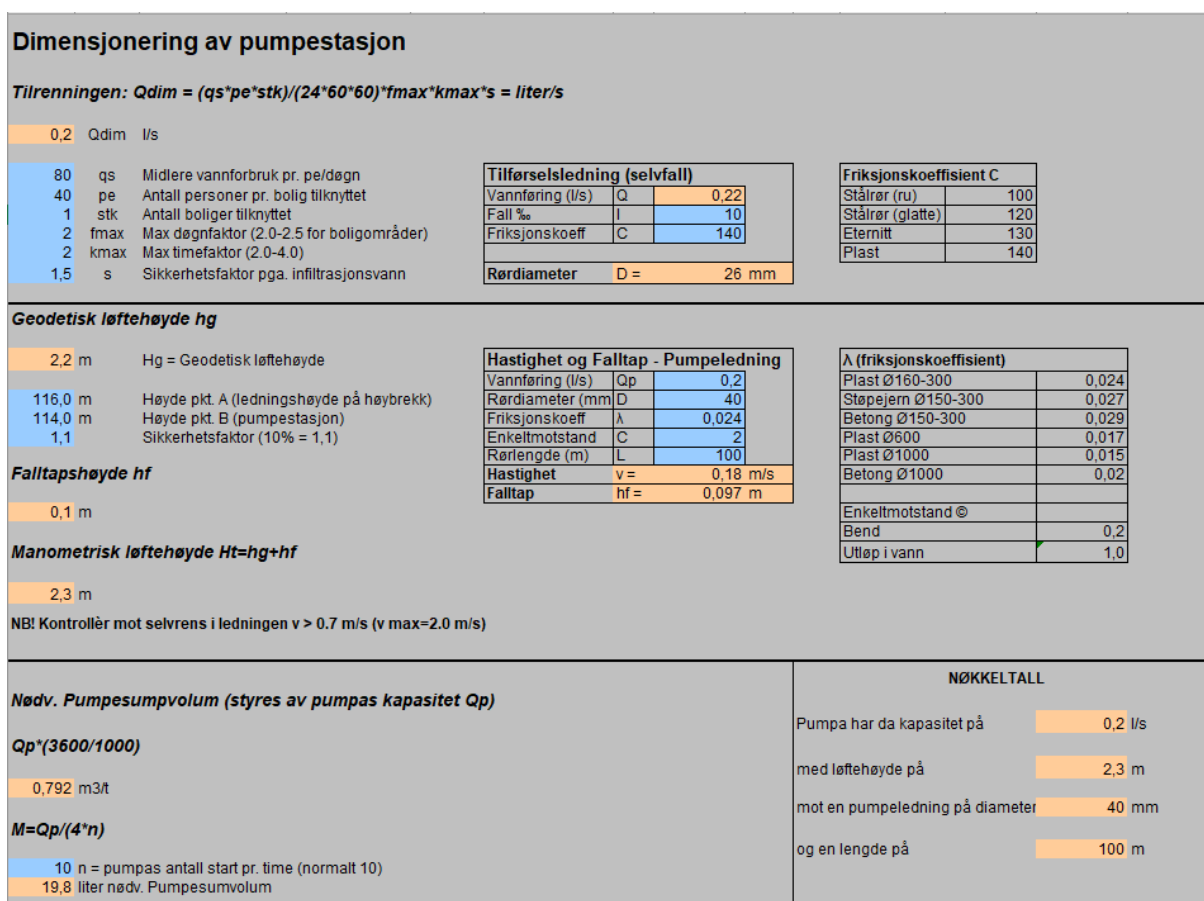 Dimensjonering av pumpestasjon
Tilrenningen: Qdim = (qs*pe*stk)/(24*60*60)*fmax*kmax*s = liter/s
0,2 Qdim l/s
80 qs Midlere vannforbruk pr. pe/døgn
40 pe Antall personer pr. bolig tilknyttet
1 stk Antall boliger tilknyttet
2 fmax Max døgnfaktor (2.0-2.5 for boligområder)
2 kmax Max timefaktor (2.0-4.0)
1,5 s Sikkerhetsfaktor pga. infiltrasjonsvann
Tilførselsledning (selvfall)
Vannføring (l/s) Q 0,22
Fall ‰ I 10
Friksjonskoeff C 140
Rørdiameter D = 26 mm
Friksjonskoeffisient C
Stålrør (ru) 100
Stålrør (glatte) 120
Eternitt 130
Plast 140
Geodetisk løftehøyde hg
2,2 m Hg = Geodetisk løftehøyde
116,0 m Høyde pkt. A (ledningshøyde på høybrekk)
114,0 m Høyde pkt. B (pumpestasjon)
1,1 Sikkerhetsfaktor (10% = 1,1)
Falltapshøyde hf
0,1 m
Manometrisk løftehøyde Ht=hg+hf
2,3 m
NB! Kontrollèr mot selvrens i ledningen v > 0.7 m/s (v max=2.0 m/s)
Hastighet og Falltap - Pumpeledning
Vannføring (l/s) Qp 0,2
Rørdiameter (mm D 40
Friksjonskoeff λ 0,024
Enkeltmotstand C 2
Rørlengde (m) L 100
Hastighet v = 0,18 m/s
Falltap hf = 0,097 m
λ (friksjonskoeffisient)
Plast Ø160-300 0,024
Støpejern Ø150-300 0,027
Betong Ø150-300 0,029
Plast Ø600 0,017
Plast Ø1000 0,015
Betong Ø1000 0,02
Enkeltmotstand ©
Bend 0,2
Utløp i vann 1,0
Nødv. Pumpesumpvolum (styres av pumpas kapasitet Qp)
Qp*(3600/1000)
0,792 m3/t
M=Qp/(4*n)
10 n = pumpas antall start pr. time (normalt 10)
19,8 liter nødv. Pumpesumvolum
NØKKELTALL
Pumpa har da kapasitet på 0,2 l/s
med løftehøyde på 2,3 m
mot en pumpeledning på diameter 40 mm
og en lengde på 100 m